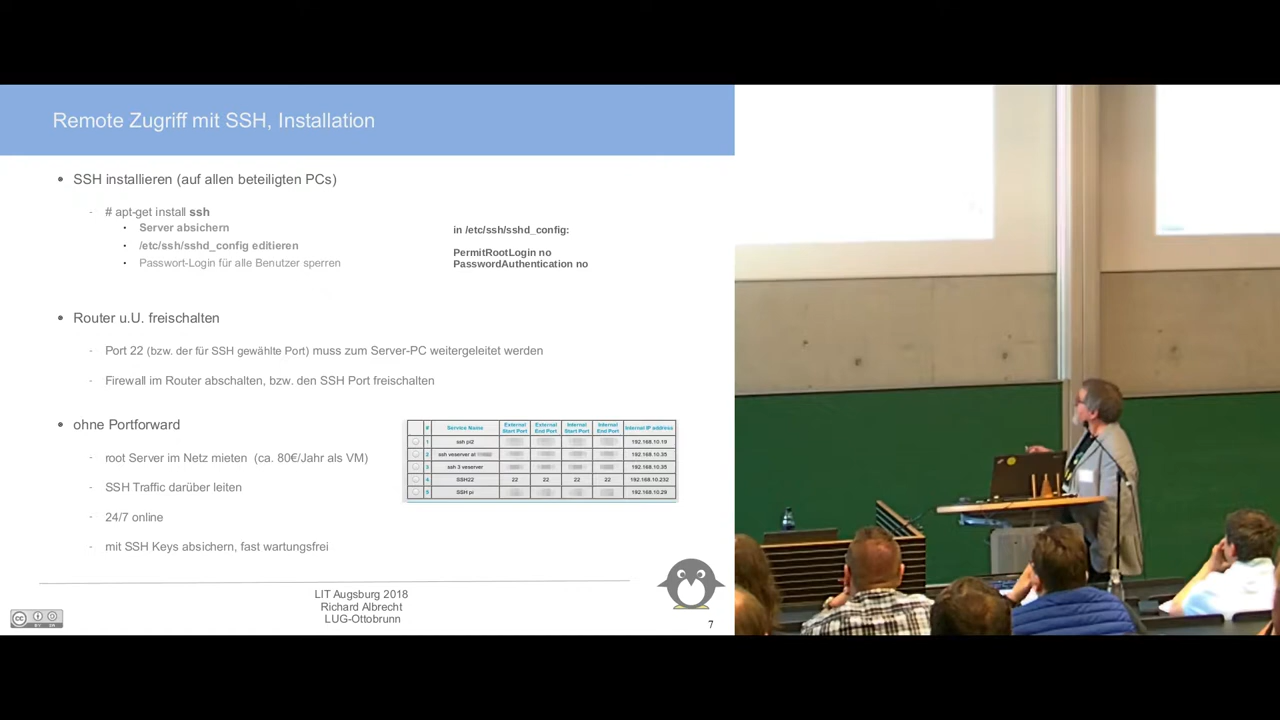 Remote Zugriff mit SSH, Installation
• SSH installieren (auf allen beteiligten PCs)
- # apt-get install ssh
• Server absichern
• /etc/ssh/sshd_config editieren
• Passwort-Login für alle Benutzer sperren
in /etc/ssh/sshd_config:
PermitRootLogin no
PasswordAuthentication no
• Router u.U. freischalten
- Port 22 (bzw. der für SSH gewählte Port) muss zum Server-PC weitergeleitet werden
- Firewall im Router abschalten, bzw. den SSH Port freischalten
• ohne Portforward
- root Server im Netz mieten (ca. 80€/Jahr als VM)
- SSH Traffic darüber leiten
- 24/7 online
- mit SSH Keys absichern, fast wartungsfrei
# Service Name External Start Port External End Port Internal Start Port Internal End Port Internal IP address
1 ssh pi2 192.168.10.19
2 ssh veserver al 192.168.10.35
3 ssh 3 veserver 192.168.10.35
4 SSH22 22 22 22 22 192.168.10.232
5 SSH pi 192.168.10.29
LIT Augsburg 2018
Richard Albrecht
LUG-Ottobrunn
7